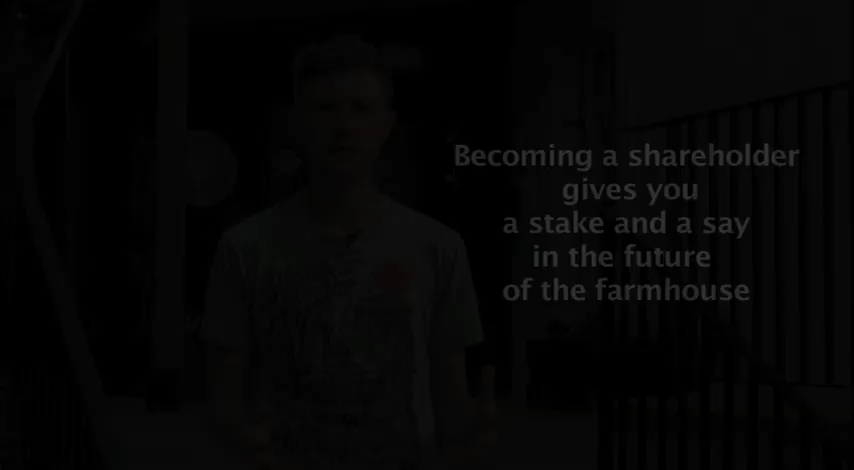 Becoming a shareholder
gives you
a stake and a say
in the future
of the farmhouse